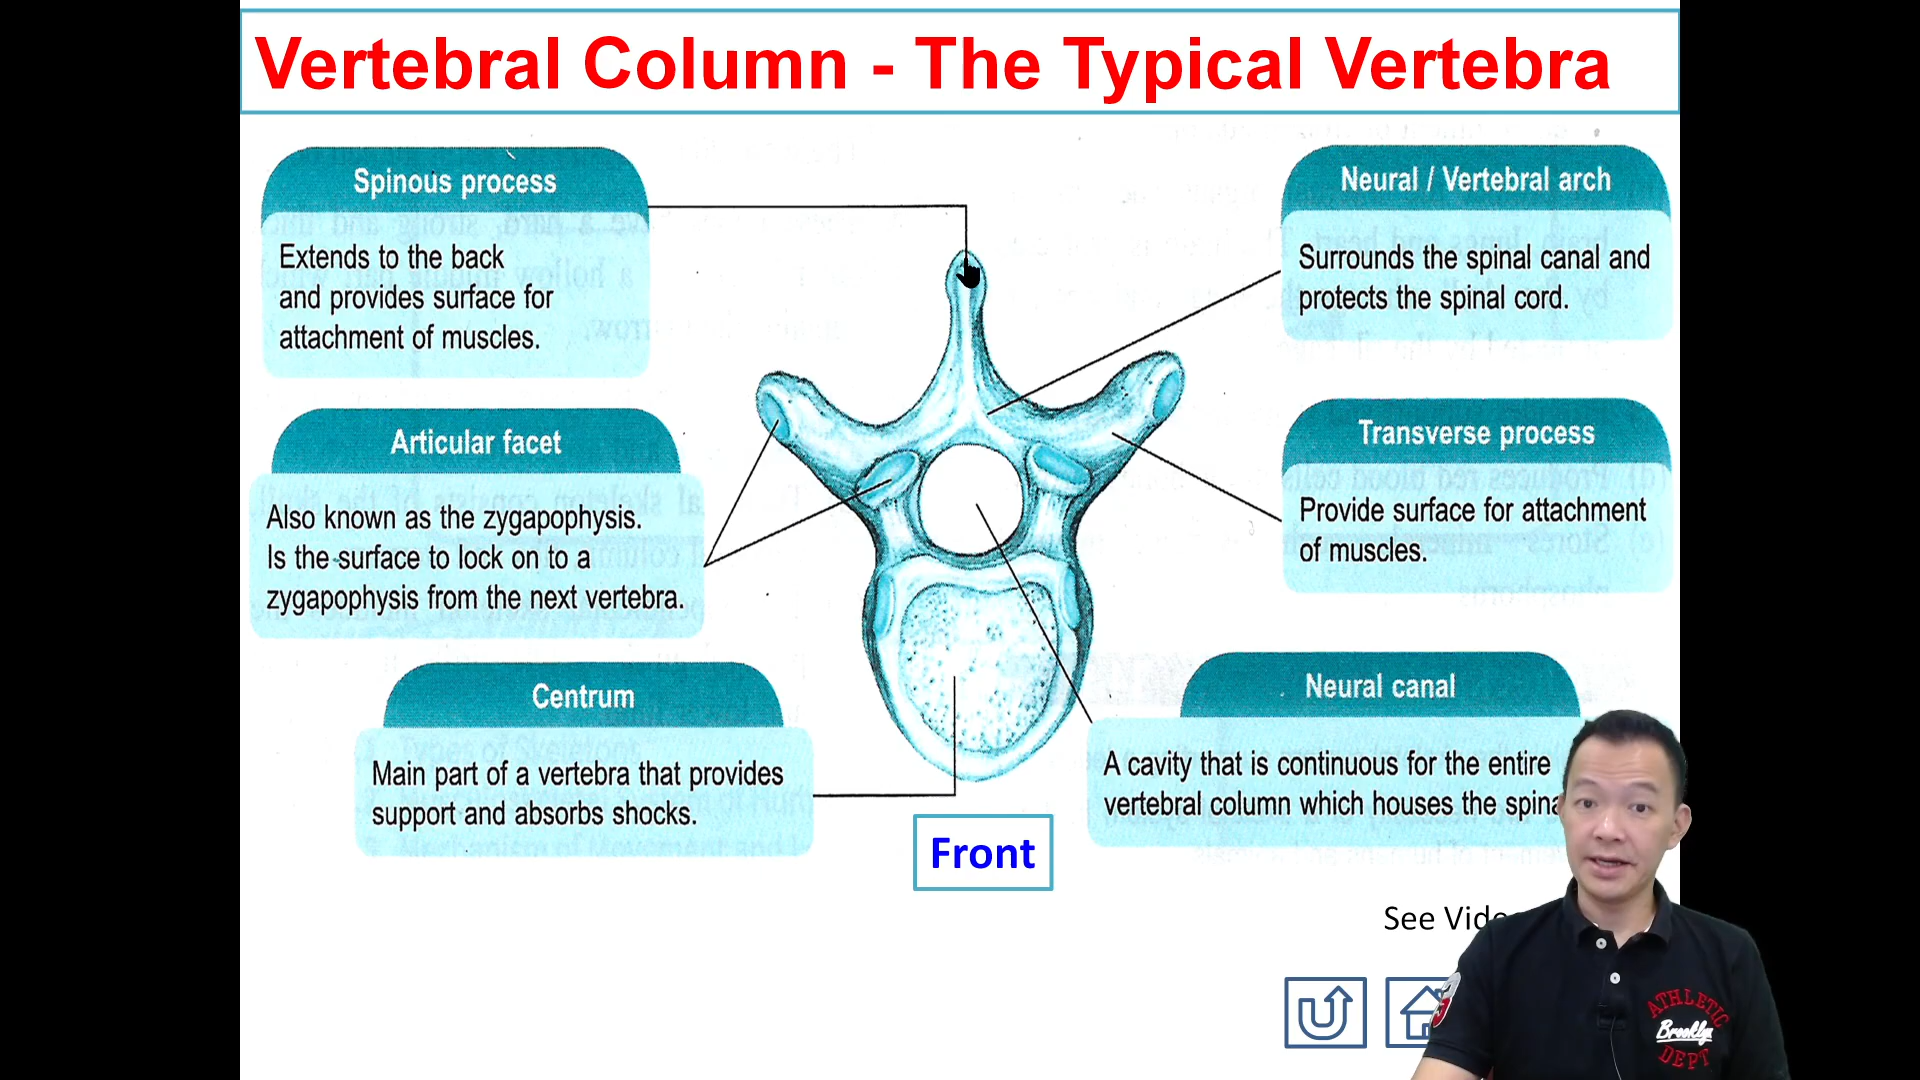 Vertebral Column - The Typical Vertebra
Spinous process
Extends to the back
and provides surface for
attachment of muscles.
Articular facet
Also known as the zygapophysis.
Is the surface to lock on to a
zygapophysis from the next vertebra.
Centrum
Main part of a vertebra that provides
support and absorbs shocks.
Neural / Vertebral arch
Surrounds the spinal canal and
protects the spinal cord.
Transverse process
Provide surface for attachment
of muscles.
Neural canal
A cavity that is continuous for the entire
vertebral column which houses the
Front
See
ATHLETIC
Brooklyn
DEPT